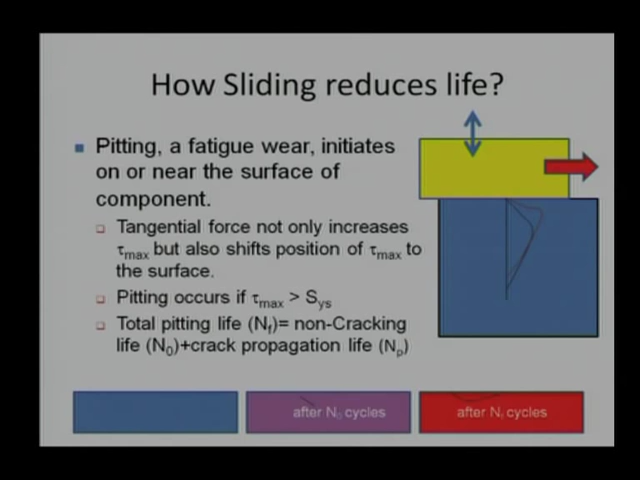 How Sliding reduces life?
Pitting, a fatigue wear, initiates
on or near the surface of
component.
Tangential force not only increases
τmax but also shifts position of τmax to
the surface.
Pitting occurs if τmax > Sys
Total pitting life (Nf)= non-Cracking
life (N0)+crack propagation life (Np)
after N0 cycles
after Nf cycles